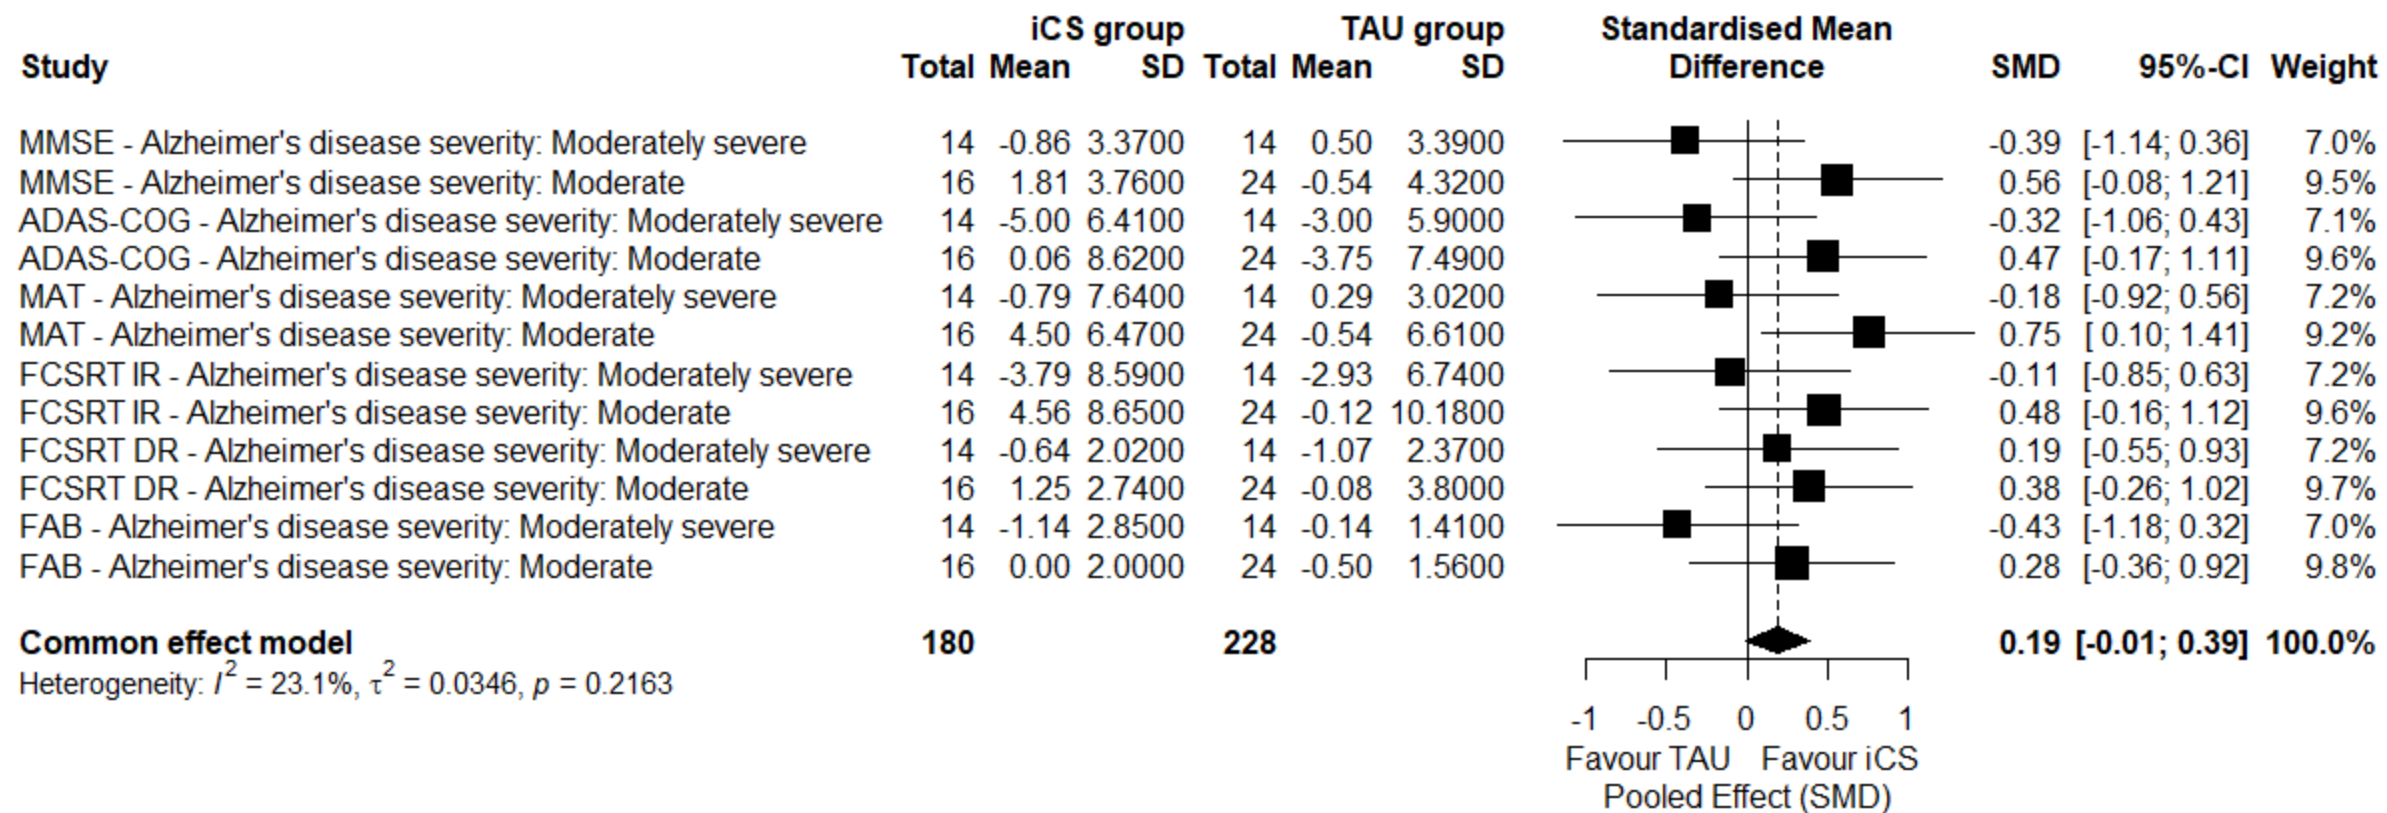 iCS group TAU group Standardised Mean
Study Total Mean SD Total Mean SD Difference SMD 95%-CI Weight
MMSE - Alzheimer's disease severity: Moderately severe 14 -0.86 3.3700 14 0.50 3.3900 -0.39 [-1.14; 0.36] 7.0%
MMSE - Alzheimer's disease severity: Moderate 16 1.81 3.7600 24 -0.54 4.3200 0.56 [-0.08; 1.21] 9.5%
ADAS-COG - Alzheimer's disease severity: Moderately severe 14 -5.00 6.4100 14 -3.00 5.9000 -0.32 [-1.06; 0.43] 7.1%
ADAS-COG - Alzheimer's disease severity: Moderate 16 0.06 8.6200 24 -3.75 7.4900 0.47 [-0.17; 1.11] 9.6%
MAT - Alzheimer's disease severity: Moderately severe 14 -0.79 7.6400 14 0.29 3.0200 -0.18 [-0.92; 0.56] 7.2%
MAT - Alzheimer's disease severity: Moderate 16 4.50 6.4700 24 -0.54 6.6100 0.75 [ 0.10; 1.41] 9.2%
FCSRT IR - Alzheimer's disease severity: Moderately severe 14 -3.79 8.5900 14 -2.93 6.7400 -0.11 [-0.85; 0.63] 7.2%
FCSRT IR - Alzheimer's disease severity: Moderate 16 4.56 8.6500 24 -0.12 10.1800 0.48 [-0.16; 1.12] 9.6%
FCSRT DR - Alzheimer's disease severity: Moderately severe 14 -0.64 2.0200 14 -1.07 2.3700 0.19 [-0.55; 0.93] 7.2%
FCSRT DR - Alzheimer's disease severity: Moderate 16 1.25 2.7400 24 -0.08 3.8000 0.38 [-0.26; 1.02] 9.7%
FAB - Alzheimer's disease severity: Moderately severe 14 -1.14 2.8500 14 -0.14 1.4100 -0.43 [-1.18; 0.32] 7.0%
FAB - Alzheimer's disease severity: Moderate 16 0.00 2.0000 24 -0.50 1.5600 0.28 [-0.36; 0.92] 9.8%
Common effect model 180 228 0.19 [-0.01; 0.39] 100.0%
Heterogeneity: I² = 23.1%, τ² = 0.0346, p = 0.2163
-1 -0.5 0 0.5 1
Favour TAU Favour iCS
Pooled Effect (SMD)